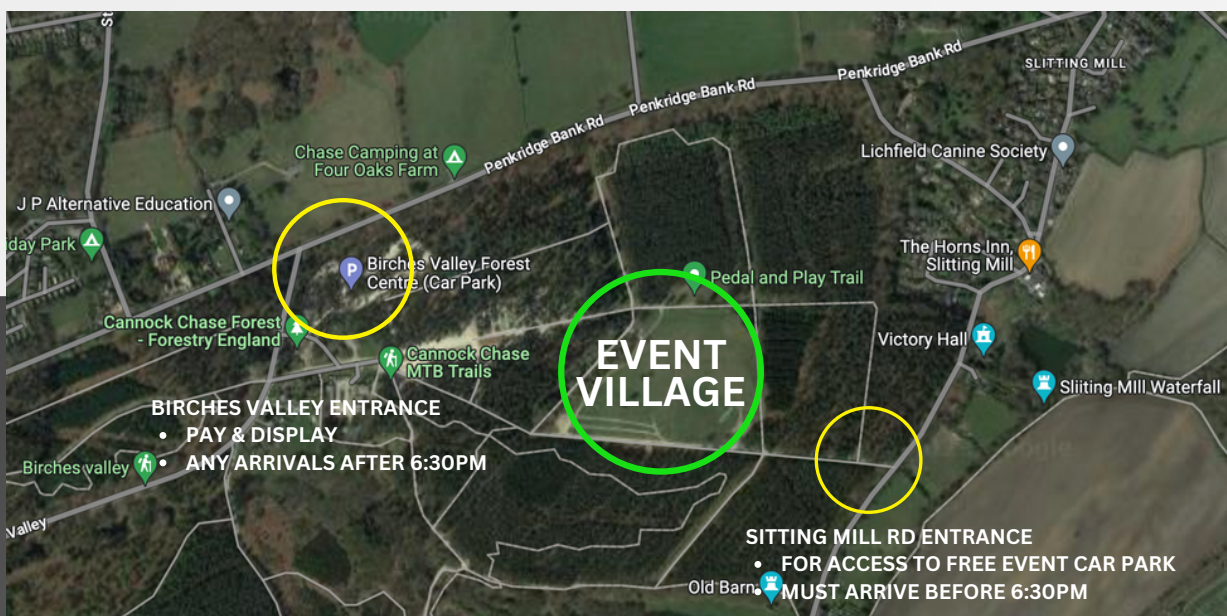 St
Penkridge Bank Rd
SLITTING MILL
Penkridge Bank Rd
Penkridge Bank Rd
Chase Camping at
Four Oaks Farm
Lichfield Canine Society
J P Alternative Education
iday Park
The Horns Inn,
Slitting Mill
P
Birches Valley Forest
Centre (Car Park)
Pedal and Play Trail
Cannock Chase Forest
- Forestry England
Victory Hall
Cannock Chase
MTB Trails
EVENT
VILLAGE
Sliiting MIll Waterfall
BIRCHES VALLEY ENTRANCE
• PAY & DISPLAY
• ANY ARRIVALS AFTER 6:30PM
Birches valley
Valley
SITTING MILL RD ENTRANCE
• FOR ACCESS TO FREE EVENT CAR PARK
• MUST ARRIVE BEFORE 6:30PM
Old Barn